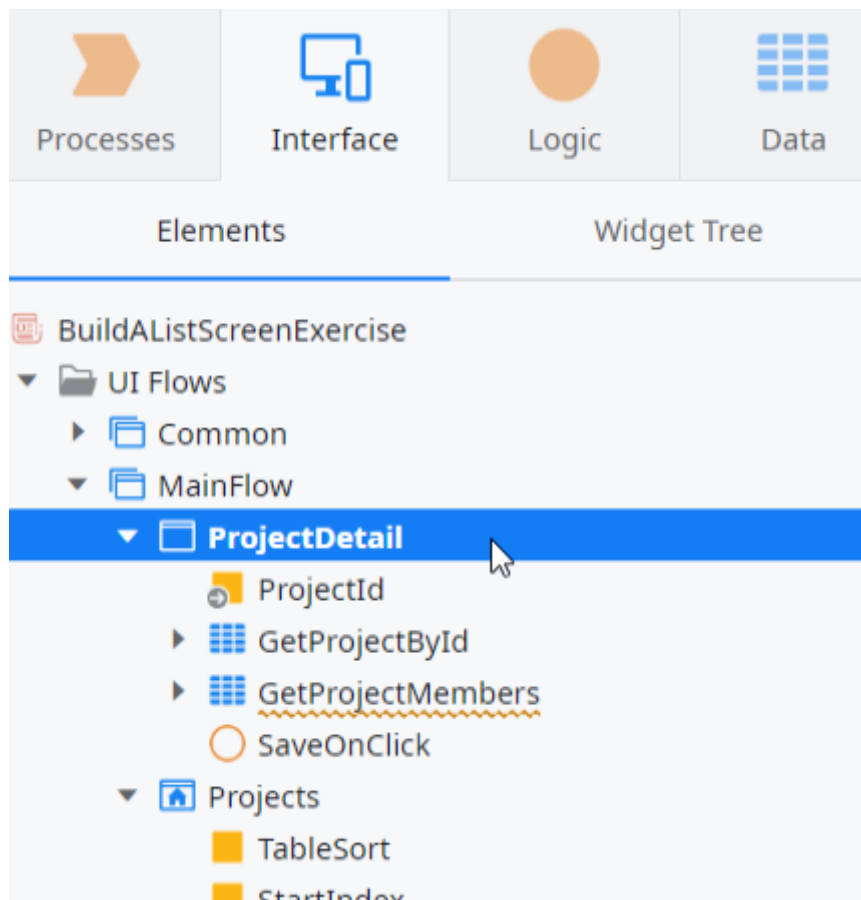 Processes Interface Logic Data
Elements Widget Tree
BuildAListScreenExercise
UI Flows
Common
MainFlow
ProjectDetail
ProjectId
GetProjectById
GetProjectMembers
SaveOnClick
Projects
TableSort
StartIndex